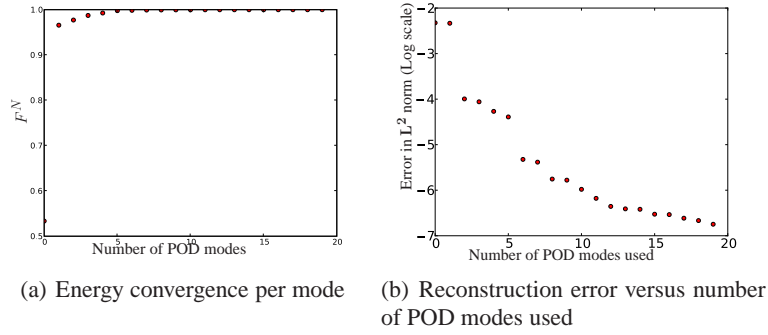 1.0
0.9
0.8
0.7
0.6
0.5
F^N
0 5 10 15 20
Number of POD modes
−2
−3
−4
−5
−6
−7
Error in L² norm (Log scale)
0 5 10 15 20
Number of POD modes used
(a) Energy convergence per mode
(b) Reconstruction error versus number
of POD modes used